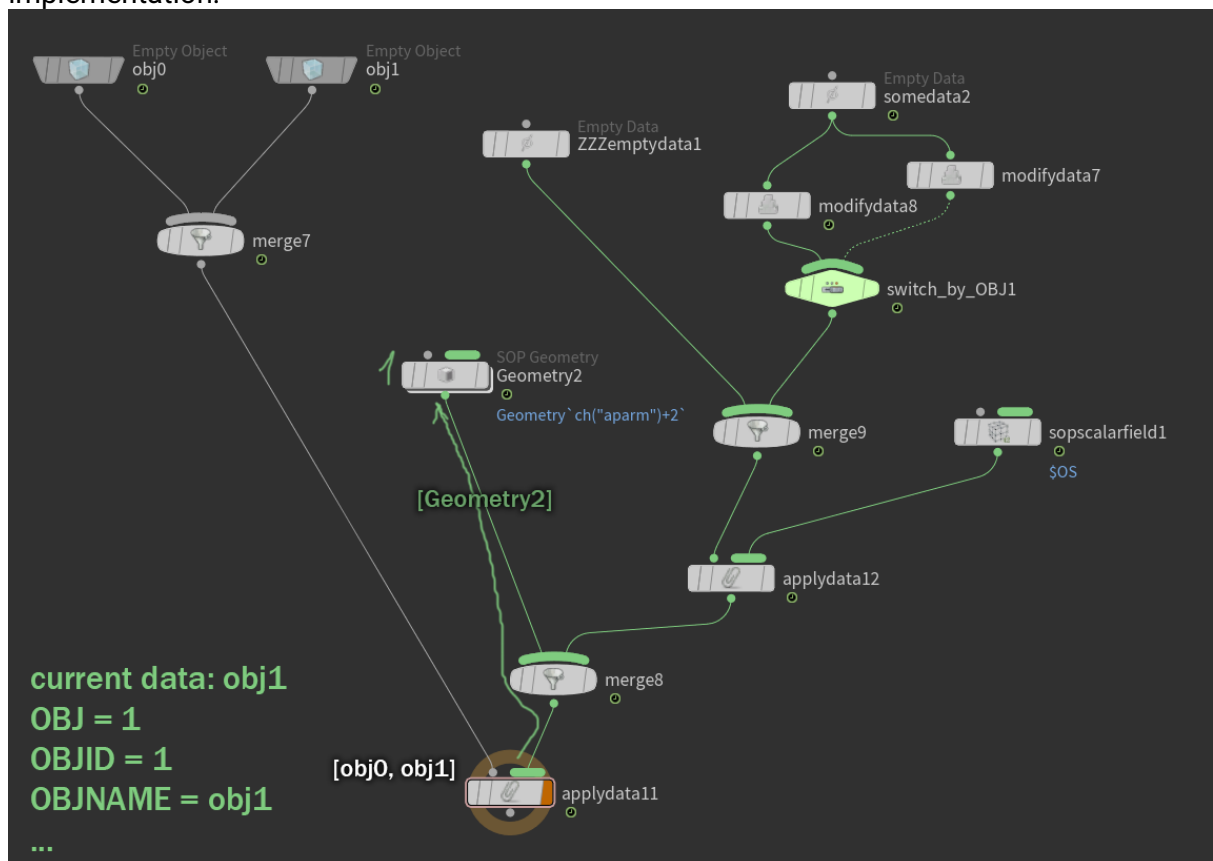 implementation.
Empty Object
obj0
Empty Object
obj1
Empty Data
somedata2
Empty Data
ZZZemptydata1
modifydata7
modifydata8
merge7
switch_by_OBJ1
1
SOP Geometry
Geometry2
Geometry`ch("aparm")+2`
merge9
sopscalarfield1
$OS
[Geometry2]
applydata12
current data: obj1
OBJ = 1
OBJID = 1
OBJNAME = obj1
...
merge8
[obj0, obj1]
applydata11